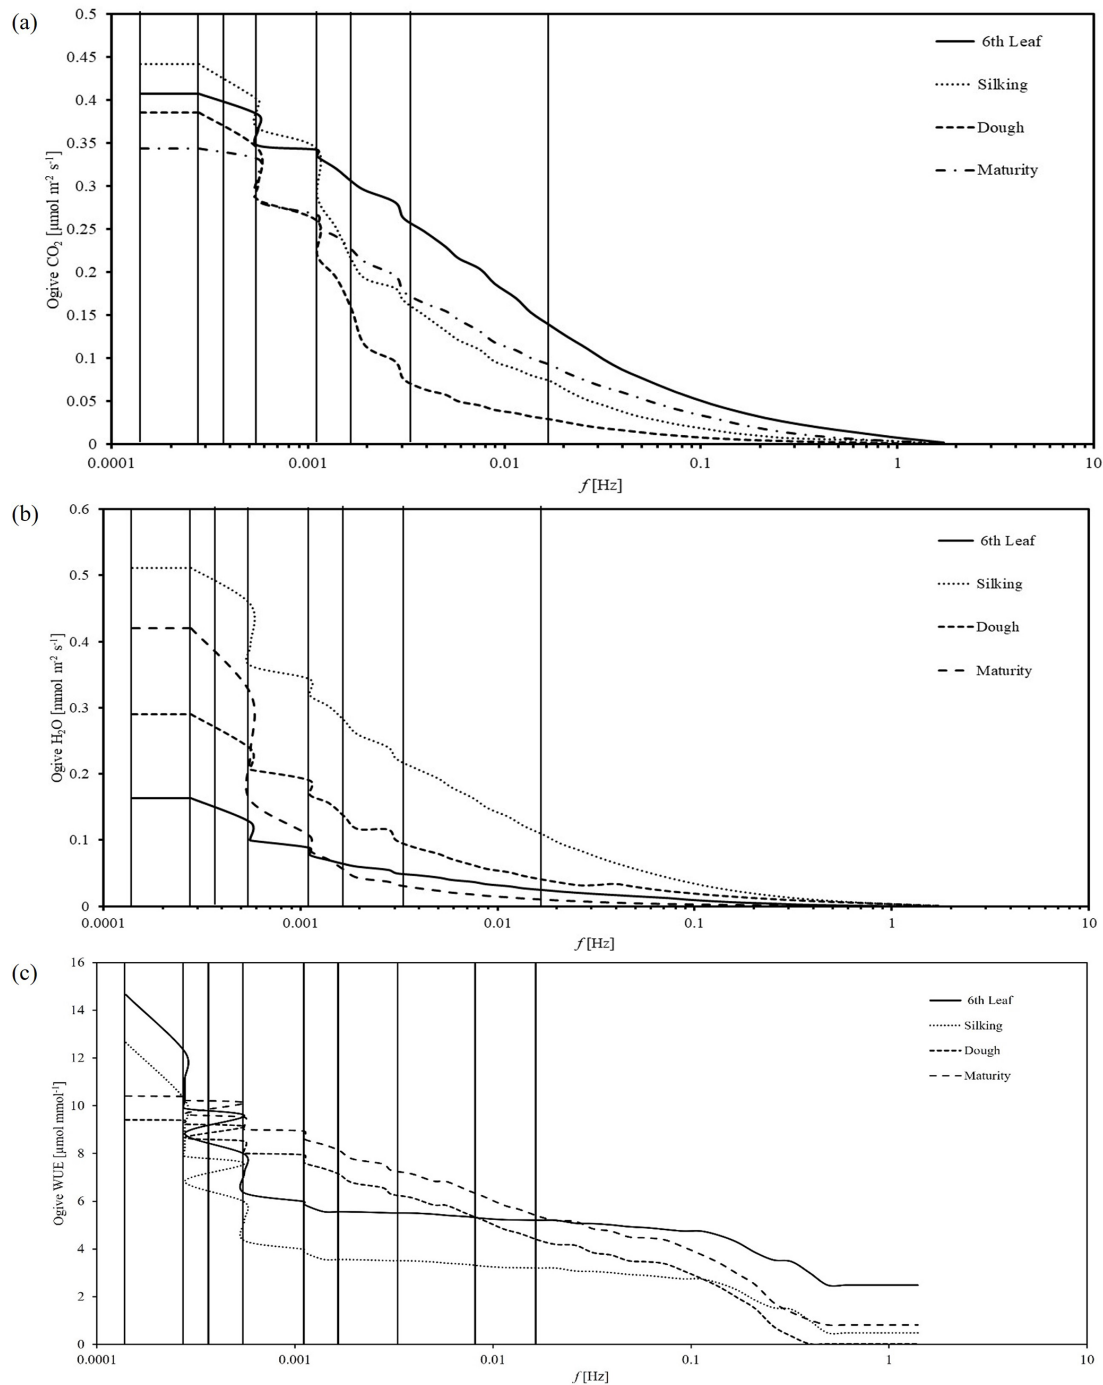 (a)
0.5
0.45
0.4
0.35
0.3
0.25
0.2
0.15
0.1
0.05
0
Ogive CO2 [µmol m-2 s-1]
6th Leaf
Silking
Dough
Maturity
0.0001 0.001 0.01 0.1 1 10
f [Hz]
(b)
0.6
0.5
0.4
0.3
0.2
0.1
0
Ogive H2O [mmol m-2 s-1]
6th Leaf
Silking
Dough
Maturity
0.0001 0.001 0.01 0.1 1 10
f [Hz]
(c)
16
14
12
10
8
6
4
2
0
Ogive WUE [µmol mmol-1]
6th Leaf
Silking
Dough
Maturity
0.0001 0.001 0.01 0.1 1 10
f [Hz]